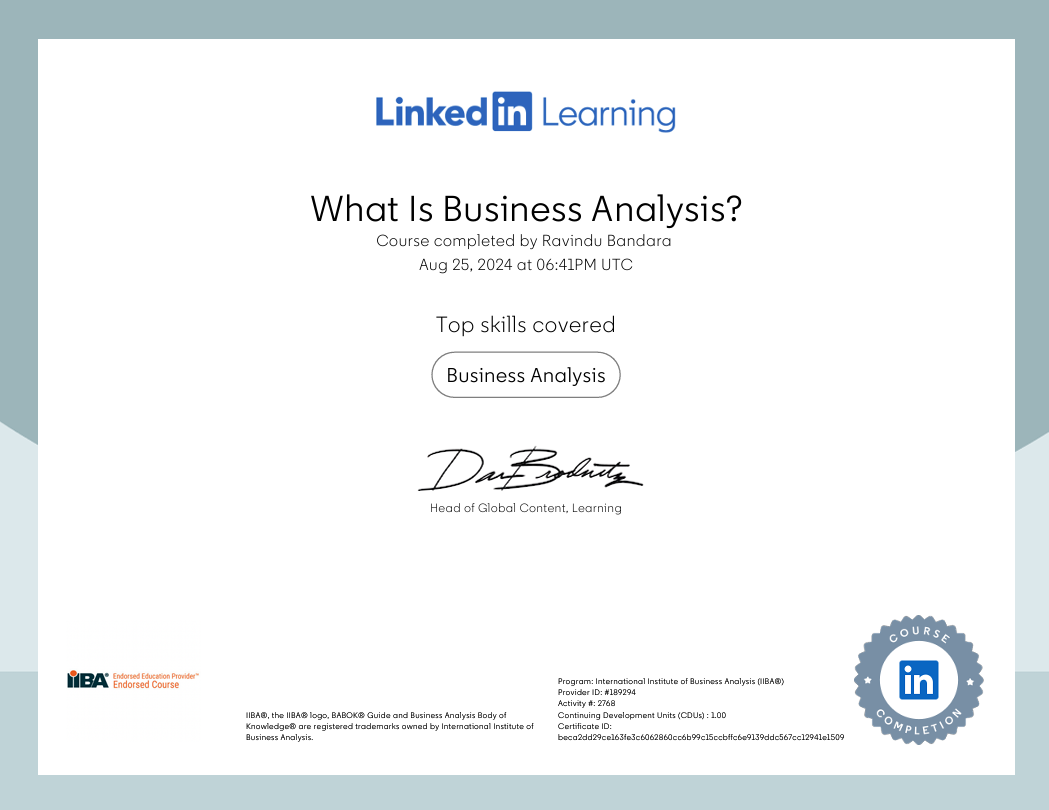 Linked in Learning
What Is Business Analysis?
Course completed by Ravindu Bandara
Aug 25, 2024 at 06:41PM UTC
Top skills covered
Business Analysis
Head of Global Content, Learning
iiBA® Endorsed Education Provider™
Endorsed Course
IIBA®, the IIBA® logo, BABOK® Guide and Business Analysis Body of
Knowledge® are registered trademarks owned by International Institute of
Business Analysis.
Program: International Institute of Business Analysis (IIBA®)
Provider ID: #189294
Activity #: 2768
Continuing Development Units (CDUs) : 1.00
Certificate ID:
beca2dd29ce163fe3c6062860cc6b99c15ccbffc6e9139ddc567cc12941e1509
COURSE
in
COMPLETION